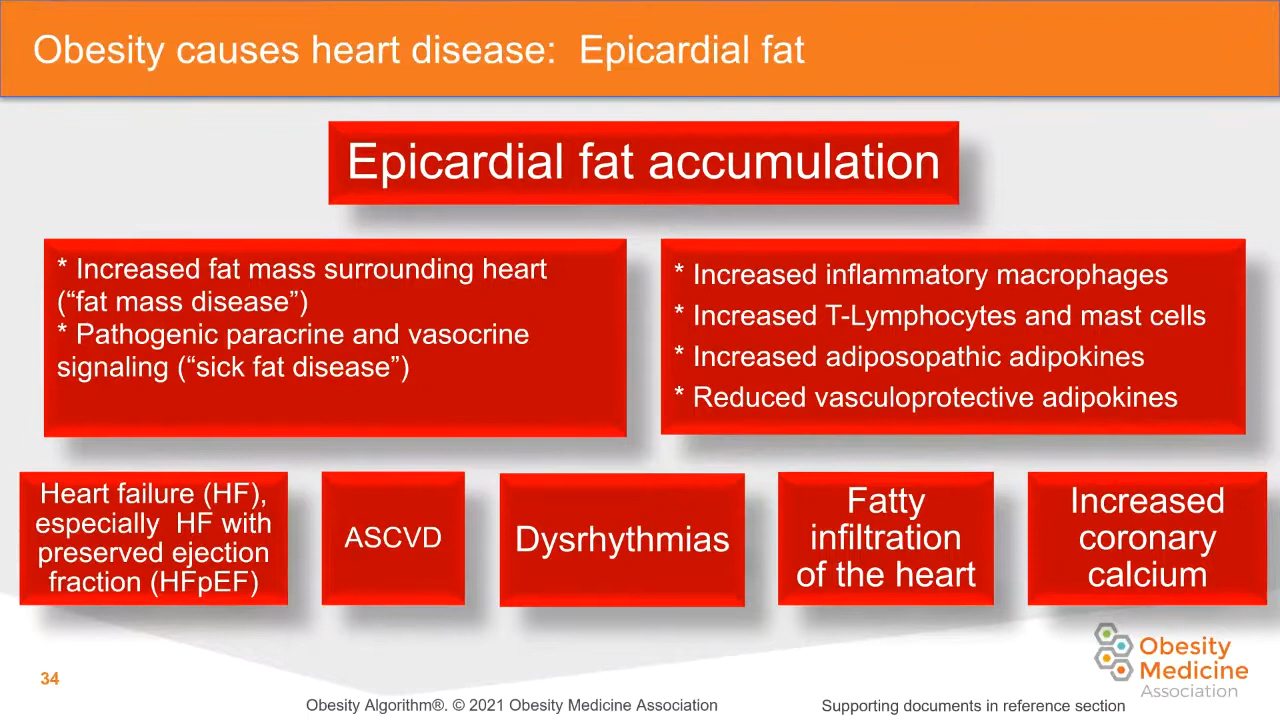 Obesity causes heart disease:  Epicardial fat
Epicardial fat accumulation
* Increased fat mass surrounding heart
(“fat mass disease”)
* Pathogenic paracrine and vasocrine
signaling (“sick fat disease”)
* Increased inflammatory macrophages
* Increased T-Lymphocytes and mast cells
* Increased adiposopathic adipokines
* Reduced vasculoprotective adipokines
Heart failure (HF),
especially  HF with
preserved ejection
fraction (HFpEF)
ASCVD
Dysrhythmias
Fatty
infiltration
of the heart
Increased
coronary
calcium
Obesity
Medicine
Association
34
Obesity Algorithm®. © 2021 Obesity Medicine Association
Supporting documents in reference section